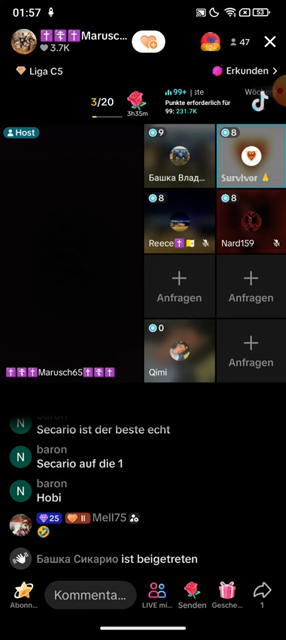 01:57
53
✝️☦️✝️Marusc...
3.7K
47
Liga C5
Erkunden >
3/20
3h35m
99+
Punkte erforderlich für
99: 231.7K
Host
9
Башка Влад...
8
Survivor 🙏
8
Reece✝️
8
Nard159
Anfragen
Anfragen
Anfragen
0
Qimi
✝️☦️✝️Marusch65✝️☦️✝️
Secario ist der beste echt
N
baron
Secario auf die 1
N
baron
Hobi
25
II
Mell75
🤣
Башка Сикарио ist beigetreten
Abonn...
Kommenta...
LIVE mi...
Senden
Gesche...
1